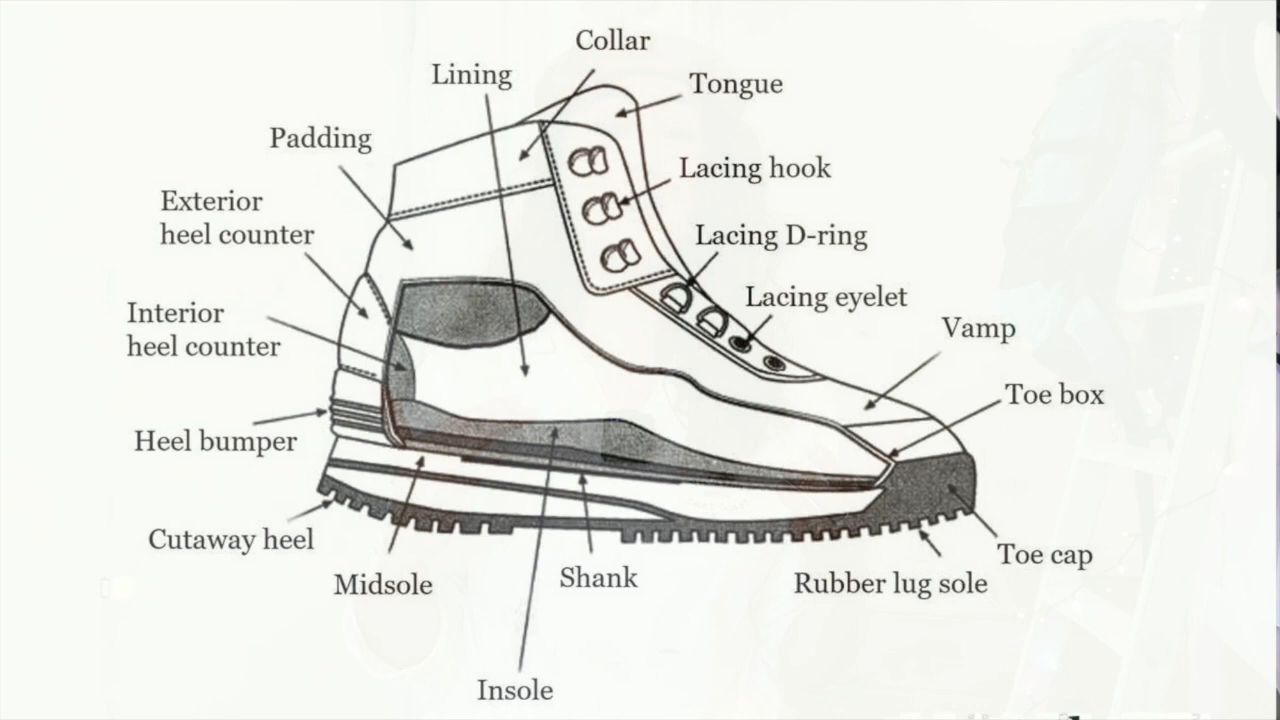 Collar
Lining
Tongue
Padding
Lacing hook
Exterior
heel counter
Lacing D-ring
Lacing eyelet
Interior
heel counter
Vamp
Toe box
Heel bumper
Cutaway heel
Toe cap
Midsole
Shank
Rubber lug sole
Insole